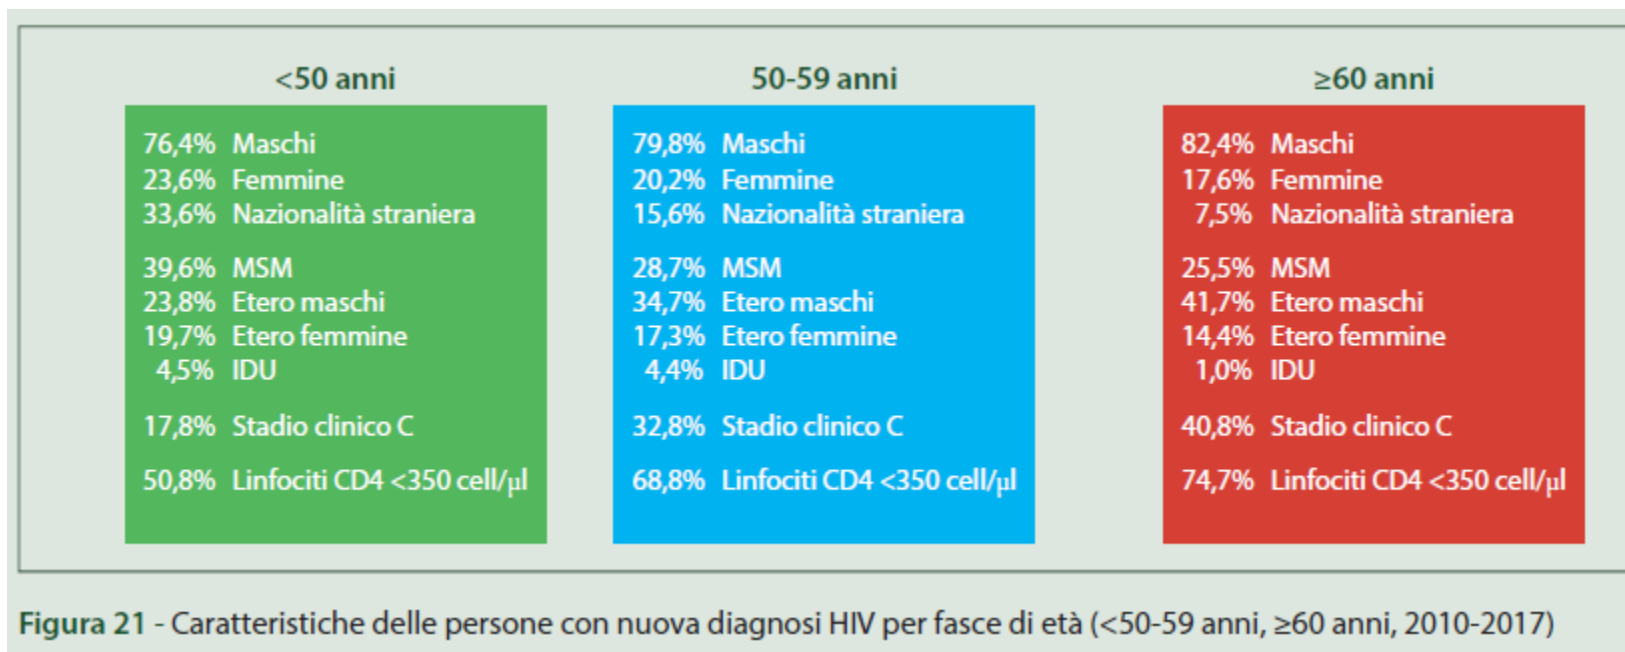 <50 anni
76,4% Maschi
23,6% Femmine
33,6% Nazionalità straniera
39,6% MSM
23,8% Etero maschi
19,7% Etero femmine
4,5% IDU
17,8% Stadio clinico C
50,8% Linfociti CD4 <350 cell/µl
50-59 anni
79,8% Maschi
20,2% Femmine
15,6% Nazionalità straniera
28,7% MSM
34,7% Etero maschi
17,3% Etero femmine
4,4% IDU
32,8% Stadio clinico C
68,8% Linfociti CD4 <350 cell/µl
≥60 anni
82,4% Maschi
17,6% Femmine
7,5% Nazionalità straniera
25,5% MSM
41,7% Etero maschi
14,4% Etero femmine
1,0% IDU
40,8% Stadio clinico C
74,7% Linfociti CD4 <350 cell/µl
Figura 21 - Caratteristiche delle persone con nuova diagnosi HIV per fasce di età (<50-59 anni, ≥60 anni, 2010-2017)